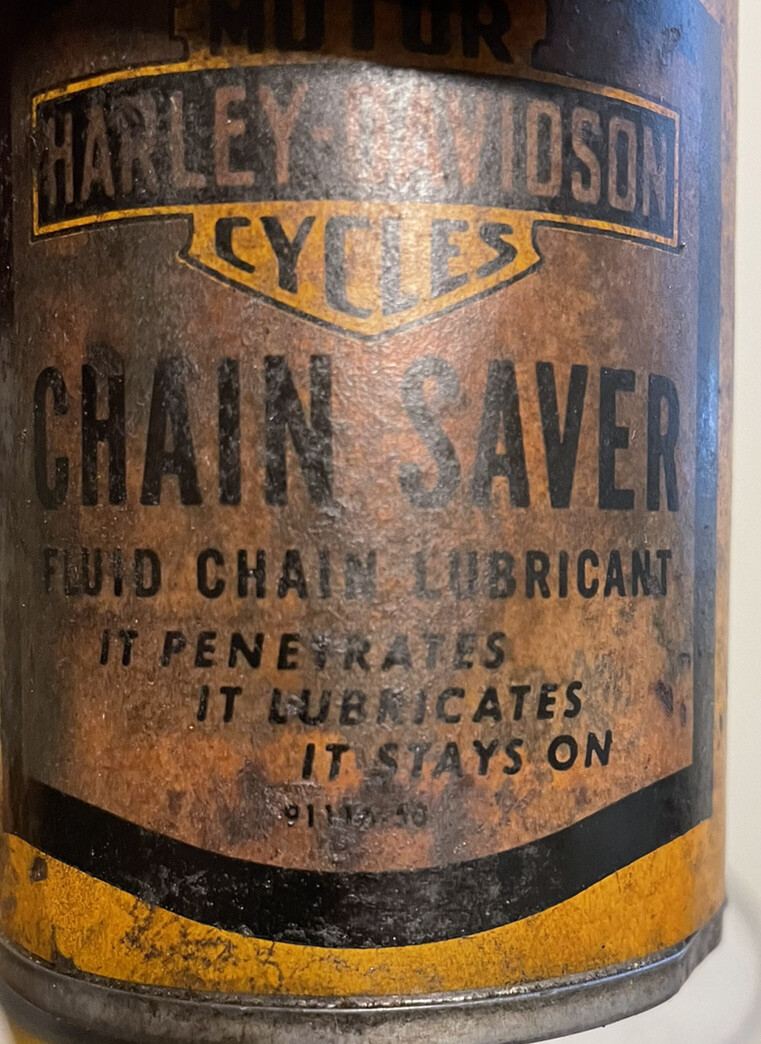 MOTOR
HARLEY-DAVIDSON
CYCLES
CHAIN SAVER
FLUID CHAIN LUBRICANT
IT PENETRATES
IT LUBRICATES
IT STAYS ON